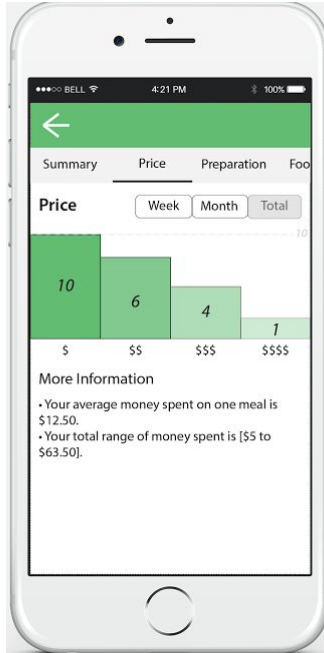 BELL 4:21 PM 100%
Summary Price Preparation Foo
Price Week Month Total
10
10
6
4
1
$ $$ $$$ $$$$
More Information
• Your average money spent on one meal is
$12.50.
• Your total range of money spent is [$5 to
$63.50].